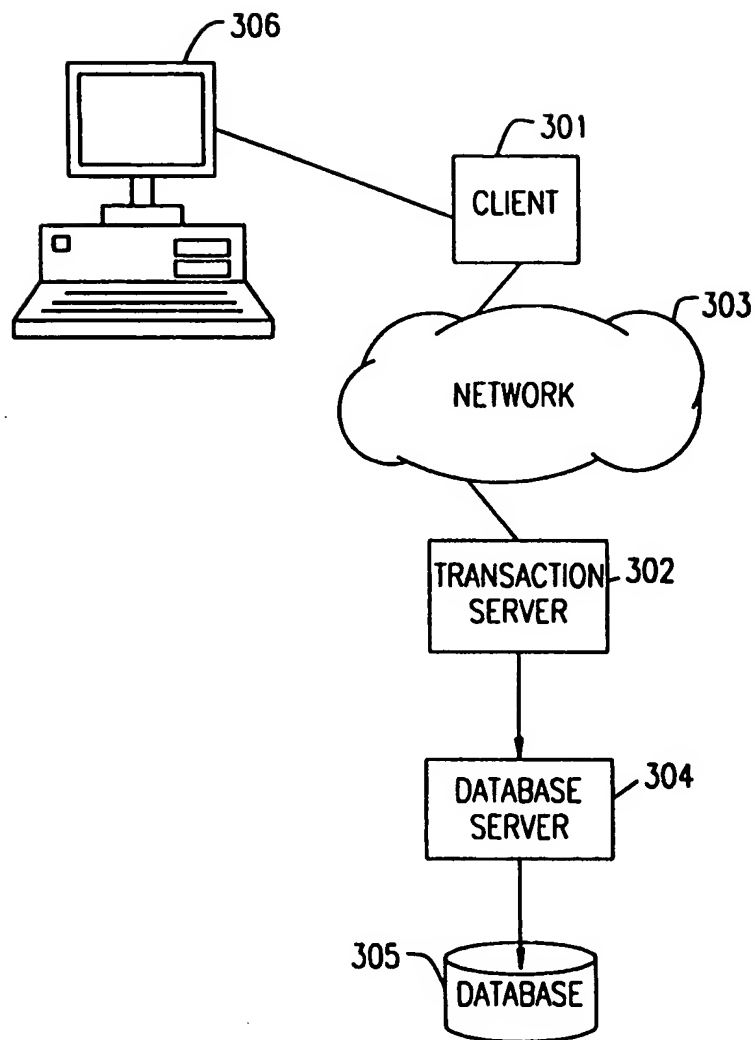 306
301
CLIENT
303
NETWORK
TRANSACTION
SERVER
302
DATABASE
SERVER
304
305
DATABASE